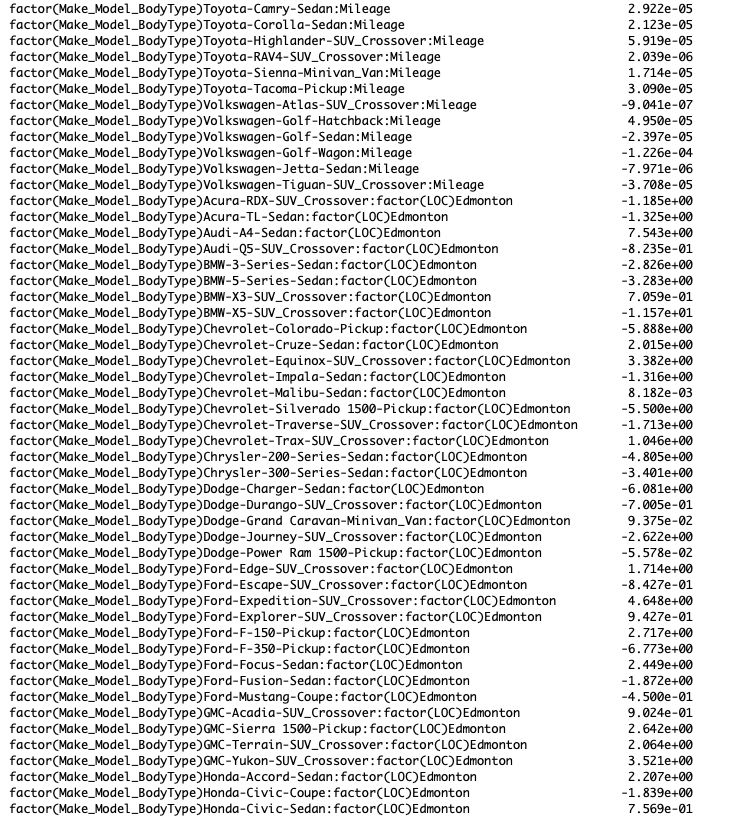 factor(Make_Model_BodyType)Toyota-Camry-Sedan:Mileage 2.922e-05
factor(Make_Model_BodyType)Toyota-Corolla-Sedan:Mileage 2.123e-05
factor(Make_Model_BodyType)Toyota-Highlander-SUV_Crossover:Mileage 5.919e-05
factor(Make_Model_BodyType)Toyota-RAV4-SUV_Crossover:Mileage 2.039e-06
factor(Make_Model_BodyType)Toyota-Sienna-Minivan_Van:Mileage 1.714e-05
factor(Make_Model_BodyType)Toyota-Tacoma-Pickup:Mileage 3.090e-05
factor(Make_Model_BodyType)Volkswagen-Atlas-SUV_Crossover:Mileage -9.041e-07
factor(Make_Model_BodyType)Volkswagen-Golf-Hatchback:Mileage 4.950e-05
factor(Make_Model_BodyType)Volkswagen-Golf-Sedan:Mileage -2.397e-05
factor(Make_Model_BodyType)Volkswagen-Golf-Wagon:Mileage -1.226e-04
factor(Make_Model_BodyType)Volkswagen-Jetta-Sedan:Mileage -7.971e-06
factor(Make_Model_BodyType)Volkswagen-Tiguan-SUV_Crossover:Mileage -3.708e-05
factor(Make_Model_BodyType)Acura-RDX-SUV_Crossover:factor(LOC)Edmonton -1.185e+00
factor(Make_Model_BodyType)Acura-TL-Sedan:factor(LOC)Edmonton -1.325e+00
factor(Make_Model_BodyType)Audi-A4-Sedan:factor(LOC)Edmonton 7.543e+00
factor(Make_Model_BodyType)Audi-Q5-SUV_Crossover:factor(LOC)Edmonton -8.235e-01
factor(Make_Model_BodyType)BMW-3-Series-Sedan:factor(LOC)Edmonton -2.826e+00
factor(Make_Model_BodyType)BMW-5-Series-Sedan:factor(LOC)Edmonton -3.283e+00
factor(Make_Model_BodyType)BMW-X3-SUV_Crossover:factor(LOC)Edmonton 7.059e-01
factor(Make_Model_BodyType)BMW-X5-SUV_Crossover:factor(LOC)Edmonton -1.157e+01
factor(Make_Model_BodyType)Chevrolet-Colorado-Pickup:factor(LOC)Edmonton -5.888e+00
factor(Make_Model_BodyType)Chevrolet-Cruze-Sedan:factor(LOC)Edmonton 2.015e+00
factor(Make_Model_BodyType)Chevrolet-Equinox-SUV_Crossover:factor(LOC)Edmonton 3.382e+00
factor(Make_Model_BodyType)Chevrolet-Impala-Sedan:factor(LOC)Edmonton -1.316e+00
factor(Make_Model_BodyType)Chevrolet-Malibu-Sedan:factor(LOC)Edmonton 8.182e-03
factor(Make_Model_BodyType)Chevrolet-Silverado 1500-Pickup:factor(LOC)Edmonton -5.500e+00
factor(Make_Model_BodyType)Chevrolet-Traverse-SUV_Crossover:factor(LOC)Edmonton -1.713e+00
factor(Make_Model_BodyType)Chevrolet-Trax-SUV_Crossover:factor(LOC)Edmonton 1.046e+00
factor(Make_Model_BodyType)Chrysler-200-Series-Sedan:factor(LOC)Edmonton -4.805e+00
factor(Make_Model_BodyType)Chrysler-300-Series-Sedan:factor(LOC)Edmonton -3.401e+00
factor(Make_Model_BodyType)Dodge-Charger-Sedan:factor(LOC)Edmonton -6.081e+00
factor(Make_Model_BodyType)Dodge-Durango-SUV_Crossover:factor(LOC)Edmonton -7.005e-01
factor(Make_Model_BodyType)Dodge-Grand Caravan-Minivan_Van:factor(LOC)Edmonton 9.375e-02
factor(Make_Model_BodyType)Dodge-Journey-SUV_Crossover:factor(LOC)Edmonton -2.622e+00
factor(Make_Model_BodyType)Dodge-Power Ram 1500-Pickup:factor(LOC)Edmonton -5.578e-02
factor(Make_Model_BodyType)Ford-Edge-SUV_Crossover:factor(LOC)Edmonton 1.714e+00
factor(Make_Model_BodyType)Ford-Escape-SUV_Crossover:factor(LOC)Edmonton -8.427e-01
factor(Make_Model_BodyType)Ford-Expedition-SUV_Crossover:factor(LOC)Edmonton 4.648e+00
factor(Make_Model_BodyType)Ford-Explorer-SUV_Crossover:factor(LOC)Edmonton 9.427e-01
factor(Make_Model_BodyType)Ford-F-150-Pickup:factor(LOC)Edmonton 2.717e+00
factor(Make_Model_BodyType)Ford-F-350-Pickup:factor(LOC)Edmonton -6.773e+00
factor(Make_Model_BodyType)Ford-Focus-Sedan:factor(LOC)Edmonton 2.449e+00
factor(Make_Model_BodyType)Ford-Fusion-Sedan:factor(LOC)Edmonton -1.872e+00
factor(Make_Model_BodyType)Ford-Mustang-Coupe:factor(LOC)Edmonton -4.500e-01
factor(Make_Model_BodyType)GMC-Acadia-SUV_Crossover:factor(LOC)Edmonton 9.024e-01
factor(Make_Model_BodyType)GMC-Sierra 1500-Pickup:factor(LOC)Edmonton 2.642e+00
factor(Make_Model_BodyType)GMC-Terrain-SUV_Crossover:factor(LOC)Edmonton 2.064e+00
factor(Make_Model_BodyType)GMC-Yukon-SUV_Crossover:factor(LOC)Edmonton 3.521e+00
factor(Make_Model_BodyType)Honda-Accord-Sedan:factor(LOC)Edmonton 2.207e+00
factor(Make_Model_BodyType)Honda-Civic-Coupe:factor(LOC)Edmonton -1.839e+00
factor(Make_Model_BodyType)Honda-Civic-Sedan:factor(LOC)Edmonton 7.569e-01